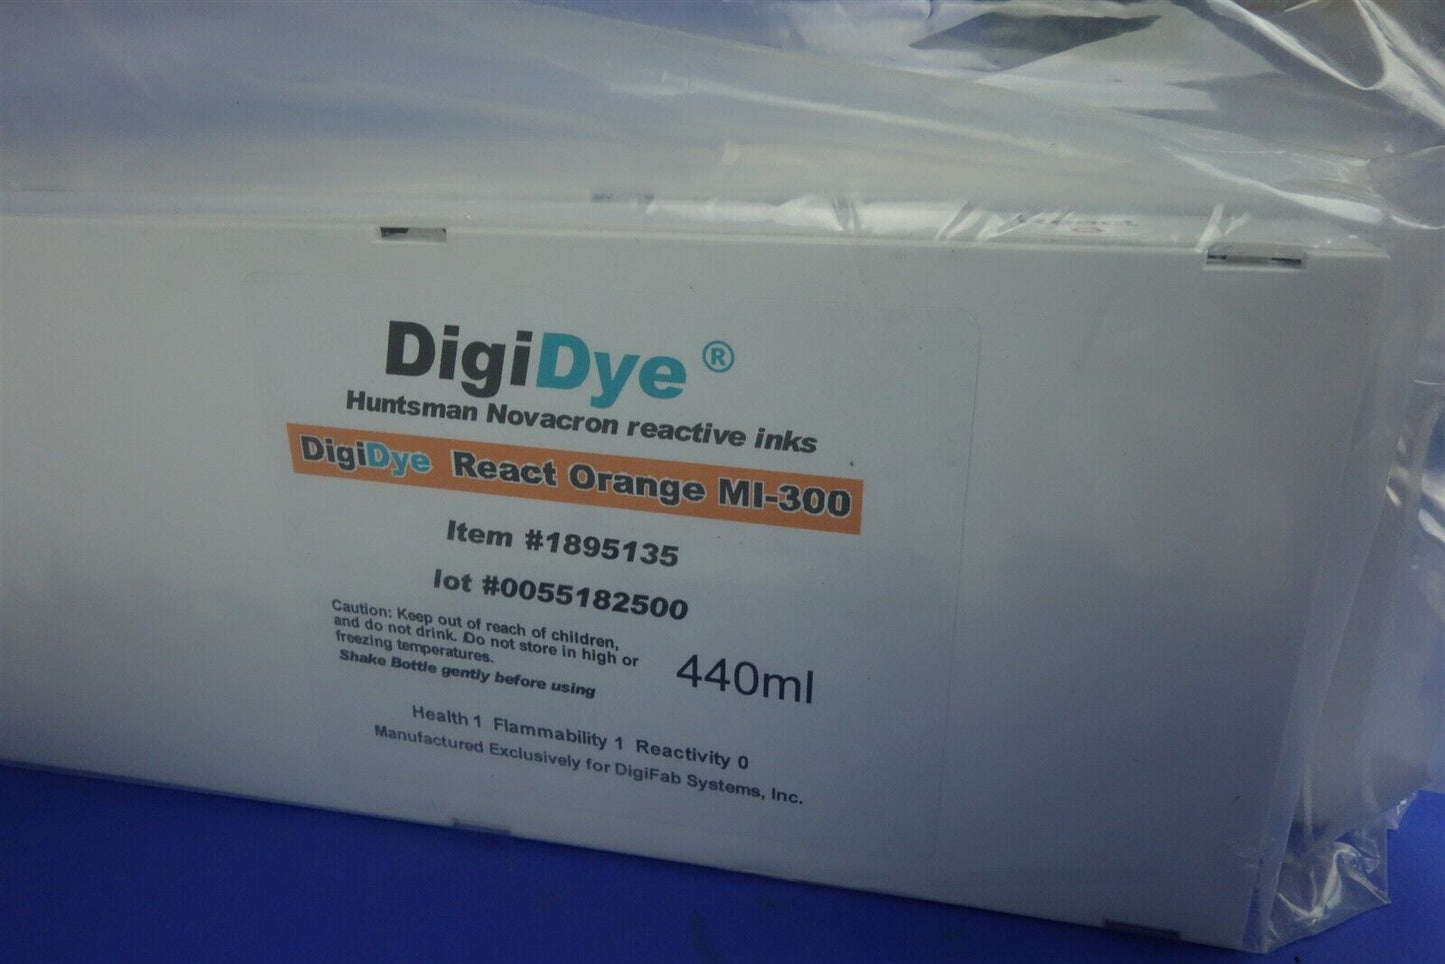 DigiDye ®
Huntsman Novacron reactive inks
DigiDye React Orange MI-300
Item #1895135
lot #0055182500
Caution: Keep out of reach of children,
and do not drink. Do not store in high or
freezing temperatures.
Shake Bottle gently before using
440ml
Health 1 Flammability 1 Reactivity 0
Manufactured Exclusively for DigiFab Systems, Inc.